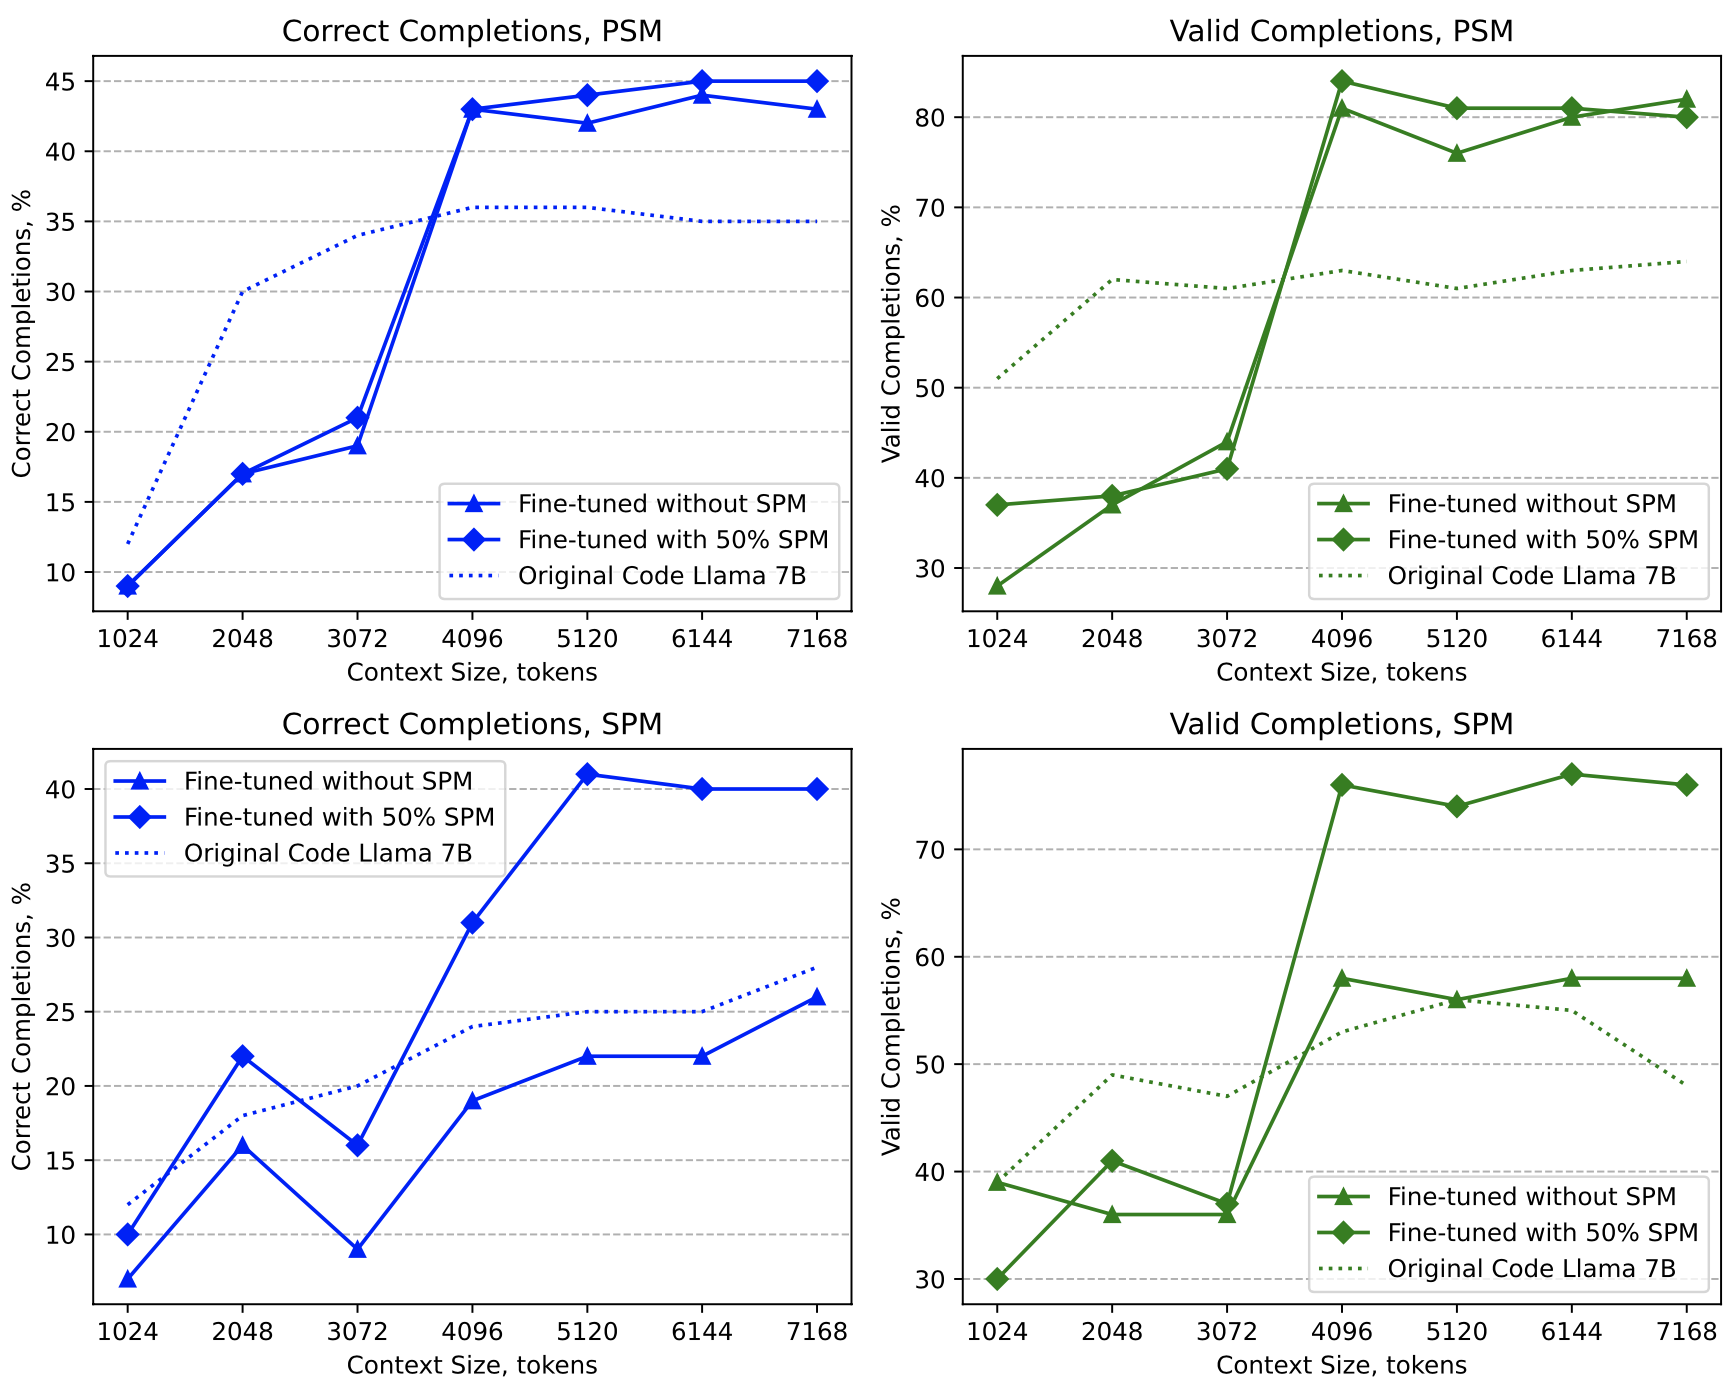 Correct Completions, PSM
Correct Completions, %
45
40
35
30
25
20
15
10
Fine-tuned without SPM
Fine-tuned with 50% SPM
Original Code Llama 7B
1024 2048 3072 4096 5120 6144 7168
Context Size, tokens
Valid Completions, PSM
Valid Completions, %
80
70
60
50
40
30
Fine-tuned without SPM
Fine-tuned with 50% SPM
Original Code Llama 7B
1024 2048 3072 4096 5120 6144 7168
Context Size, tokens
Correct Completions, SPM
Correct Completions, %
Fine-tuned without SPM
Fine-tuned with 50% SPM
Original Code Llama 7B
40
35
30
25
20
15
10
1024 2048 3072 4096 5120 6144 7168
Context Size, tokens
Valid Completions, SPM
Valid Completions, %
70
60
50
40
30
Fine-tuned without SPM
Fine-tuned with 50% SPM
Original Code Llama 7B
1024 2048 3072 4096 5120 6144 7168
Context Size, tokens